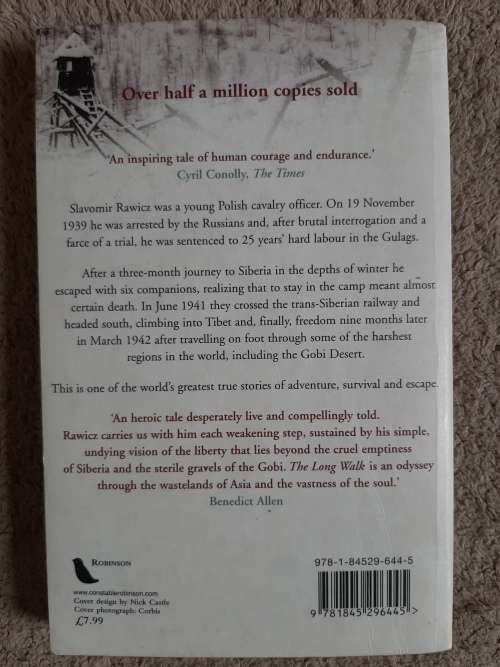 Over half a million copies sold
'An inspiring tale of human courage and endurance.'
Cyril Conolly, The Times
Slavomir Rawicz was a young Polish cavalry officer. On 19 November
1939 he was arrested by the Russians and, after brutal interrogation and a
farce of a trial, he was sentenced to 25 years' hard labour in the Gulags.
After a three-month journey to Siberia in the depths of winter he
escaped with six companions, realizing that to stay in the camp meant almost
certain death. In June 1941 they crossed the trans-Siberian railway and
headed south, climbing into Tibet and, finally, freedom nine months later
in March 1942 after travelling on foot through some of the harshest
regions in the world, including the Gobi Desert.
This is one of the world's greatest true stories of adventure, survival and escape.
'An heroic tale desperately live and compellingly told.
Rawicz carries us with him each weakening step, sustained by his simple,
undying vision of the liberty that lies beyond the cruel emptiness
of Siberia and the sterile gravels of the Gobi. The Long Walk is an odyssey
through the wastelands of Asia and the vastness of the soul.'
Benedict Allen
ROBINSON
www.constablerobinson.com
Cover design by Nick Castle
Cover photograph: Corbis
£7.99
978-1-84529-644-5
9 781845 296445 >